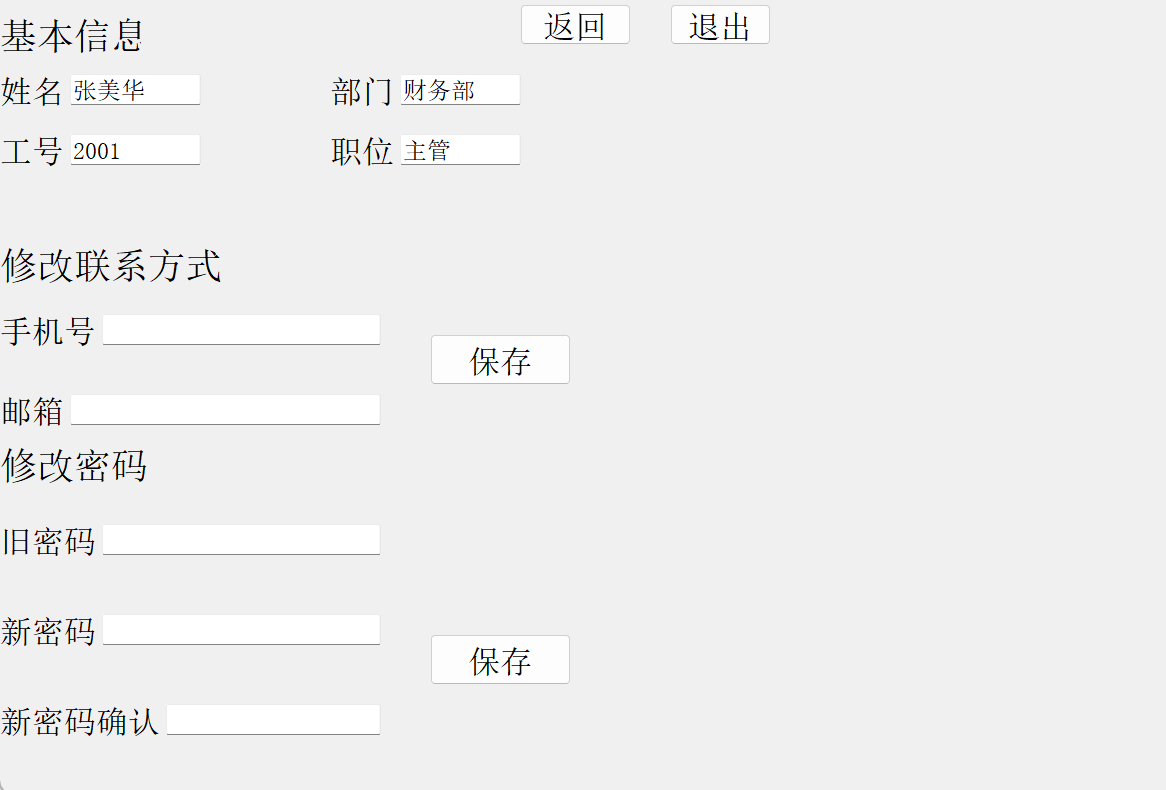 基本信息 返回 退出
姓名 张美华 部门 财务部
工号 2001 职位 主管
修改联系方式
手机号
保存
邮箱
修改密码
旧密码
新密码
保存
新密码确认